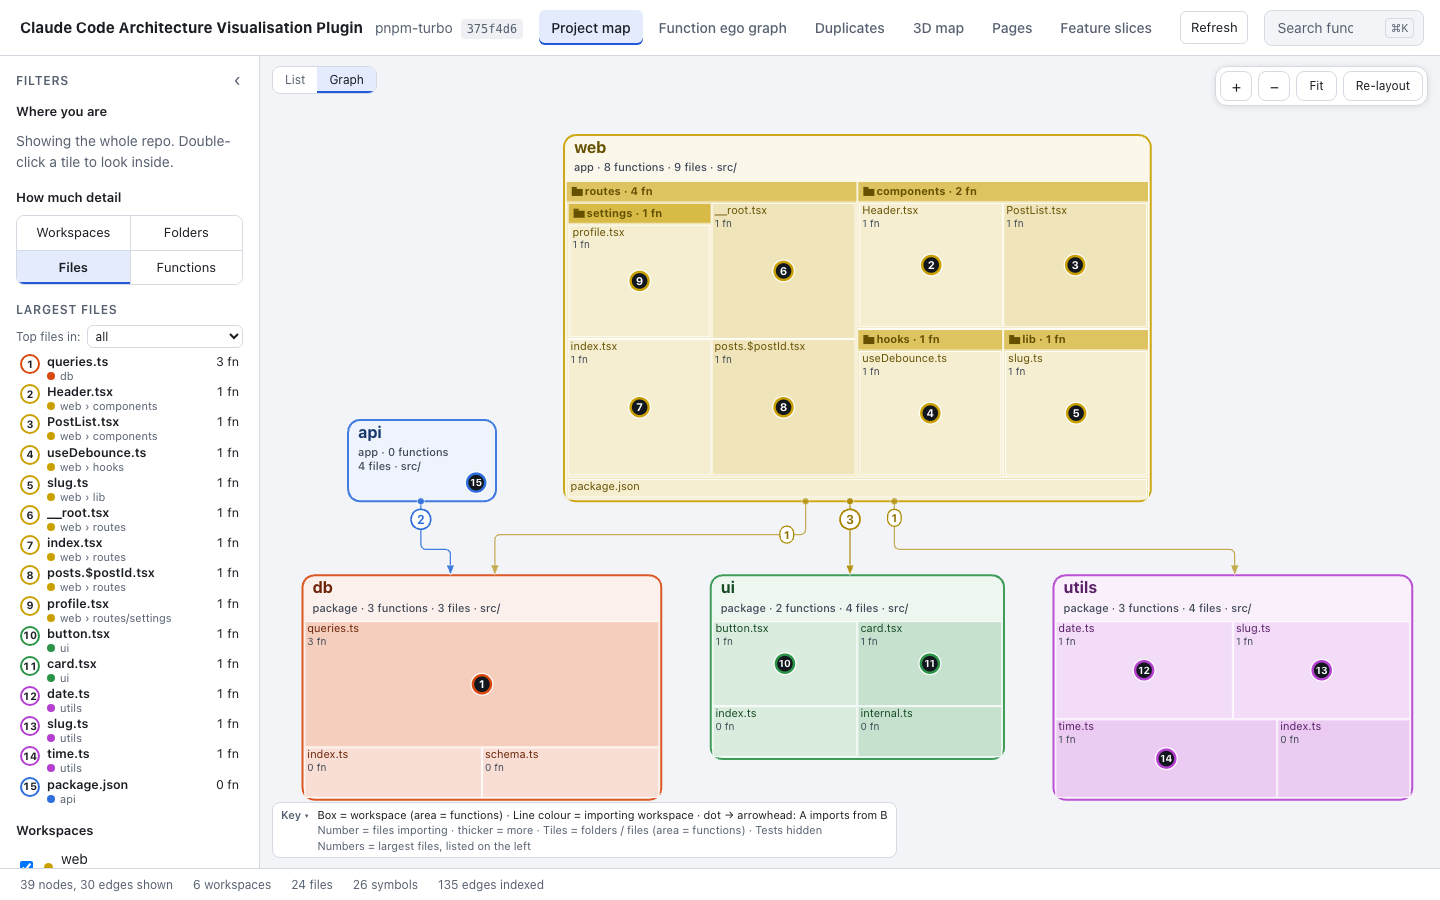 Claude Code Architecture Visualisation Plugin pnpm-turbo 375f4d6 Project map Function ego graph Duplicates 3D map Pages Feature slices Refresh Search func ⌘K
FILTERS
Where you are
Showing the whole repo. Double-
click a tile to look inside.
How much detail
Workspaces Folders
Files Functions
LARGEST FILES
Top files in: all
1 queries.ts 3 fn
db
2 Header.tsx 1 fn
web › components
3 PostList.tsx 1 fn
web › components
4 useDebounce.ts 1 fn
web › hooks
5 slug.ts 1 fn
web › lib
6 __root.tsx 1 fn
web › routes
7 index.tsx 1 fn
web › routes
8 posts.$postId.tsx 1 fn
web › routes
9 profile.tsx 1 fn
web › routes/settings
10 button.tsx 1 fn
ui
11 card.tsx 1 fn
ui
12 date.ts 1 fn
utils
13 slug.ts 1 fn
utils
14 time.ts 1 fn
utils
15 package.json 0 fn
api
Workspaces
web
List Graph
+ − Fit Re-layout
web
app · 8 functions · 9 files · src/
routes · 4 fn
components · 2 fn
settings · 1 fn
profile.tsx
1 fn
9
__root.tsx
1 fn
6
Header.tsx
1 fn
2
PostList.tsx
1 fn
3
index.tsx
1 fn
7
posts.$postId.tsx
1 fn
8
hooks · 1 fn
useDebounce.ts
1 fn
4
lib · 1 fn
slug.ts
1 fn
5
package.json
api
app · 0 functions
4 files · src/
15
2
1
3
1
db
package · 3 functions · 3 files · src/
queries.ts
3 fn
1
index.ts
0 fn
schema.ts
0 fn
ui
package · 2 functions · 4 files · src/
button.tsx
1 fn
10
card.tsx
1 fn
11
index.ts
0 fn
internal.ts
0 fn
utils
package · 3 functions · 4 files · src/
date.ts
1 fn
12
slug.ts
1 fn
13
time.ts
1 fn
14
index.ts
0 fn
Key ▾ Box = workspace (area = functions) · Line colour = importing workspace · dot → arrowhead: A imports from B
Number = files importing · thicker = more · Tiles = folders / files (area = functions) · Tests hidden
Numbers = largest files, listed on the left
39 nodes, 30 edges shown 6 workspaces 24 files 26 symbols 135 edges indexed